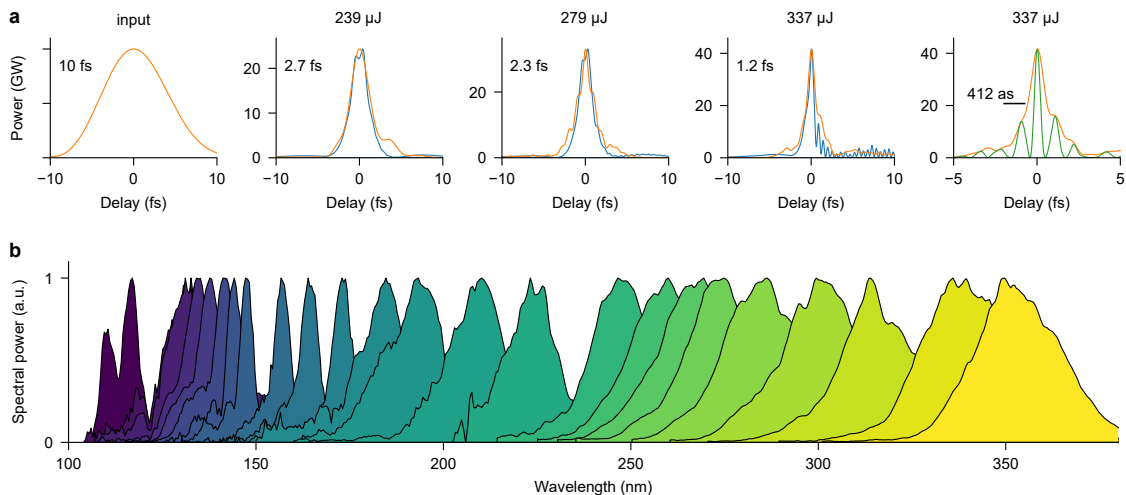 a
input
239 µJ
279 µJ
337 µJ
337 µJ
Power (GW)
10 fs
−10 0 10
Delay (fs)
2.7 fs
20
10
0
−10 0 10
Delay (fs)
2.3 fs
20
0
−10 0 10
Delay (fs)
1.2 fs
40
20
0
−10 0 10
Delay (fs)
412 as
40
20
0
−5 0 5
Delay (fs)
b
Spectral power (a.u.)
1
0
100 150 200 250 300 350
Wavelength (nm)